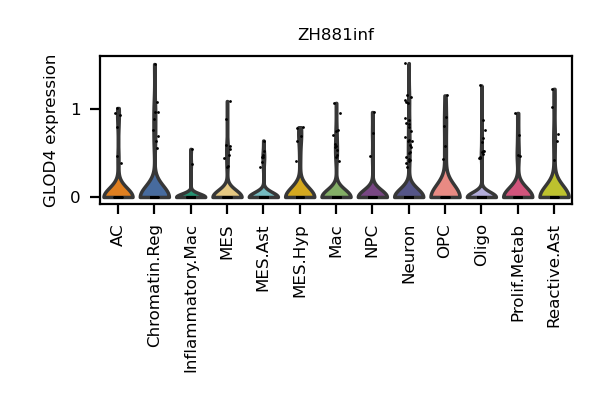 ZH881inf
GLOD4 expression
1
0
AC
Chromatin.Reg
Inflammatory.Mac
MES
MES.Ast
MES.Hyp
Mac
NPC
Neuron
OPC
Oligo
Prolif.Metab
Reactive.Ast